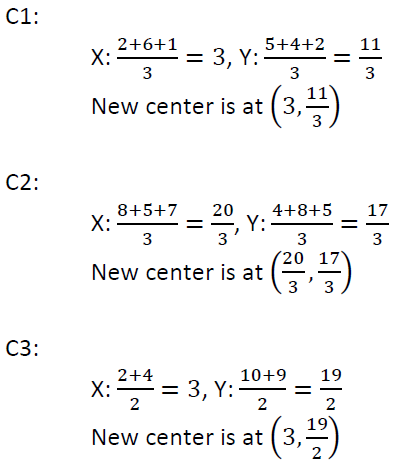 C1:
X: \frac{2+6+1}{3} = 3, Y: \frac{5+4+2}{3} = \frac{11}{3}
New center is at \left(3, \frac{11}{3}\right)
C2:
X: \frac{8+5+7}{3} = \frac{20}{3}, Y: \frac{4+8+5}{3} = \frac{17}{3}
New center is at \left(\frac{20}{3}, \frac{17}{3}\right)
C3:
X: \frac{2+4}{2} = 3, Y: \frac{10+9}{2} = \frac{19}{2}
New center is at \left(3, \frac{19}{2}\right)